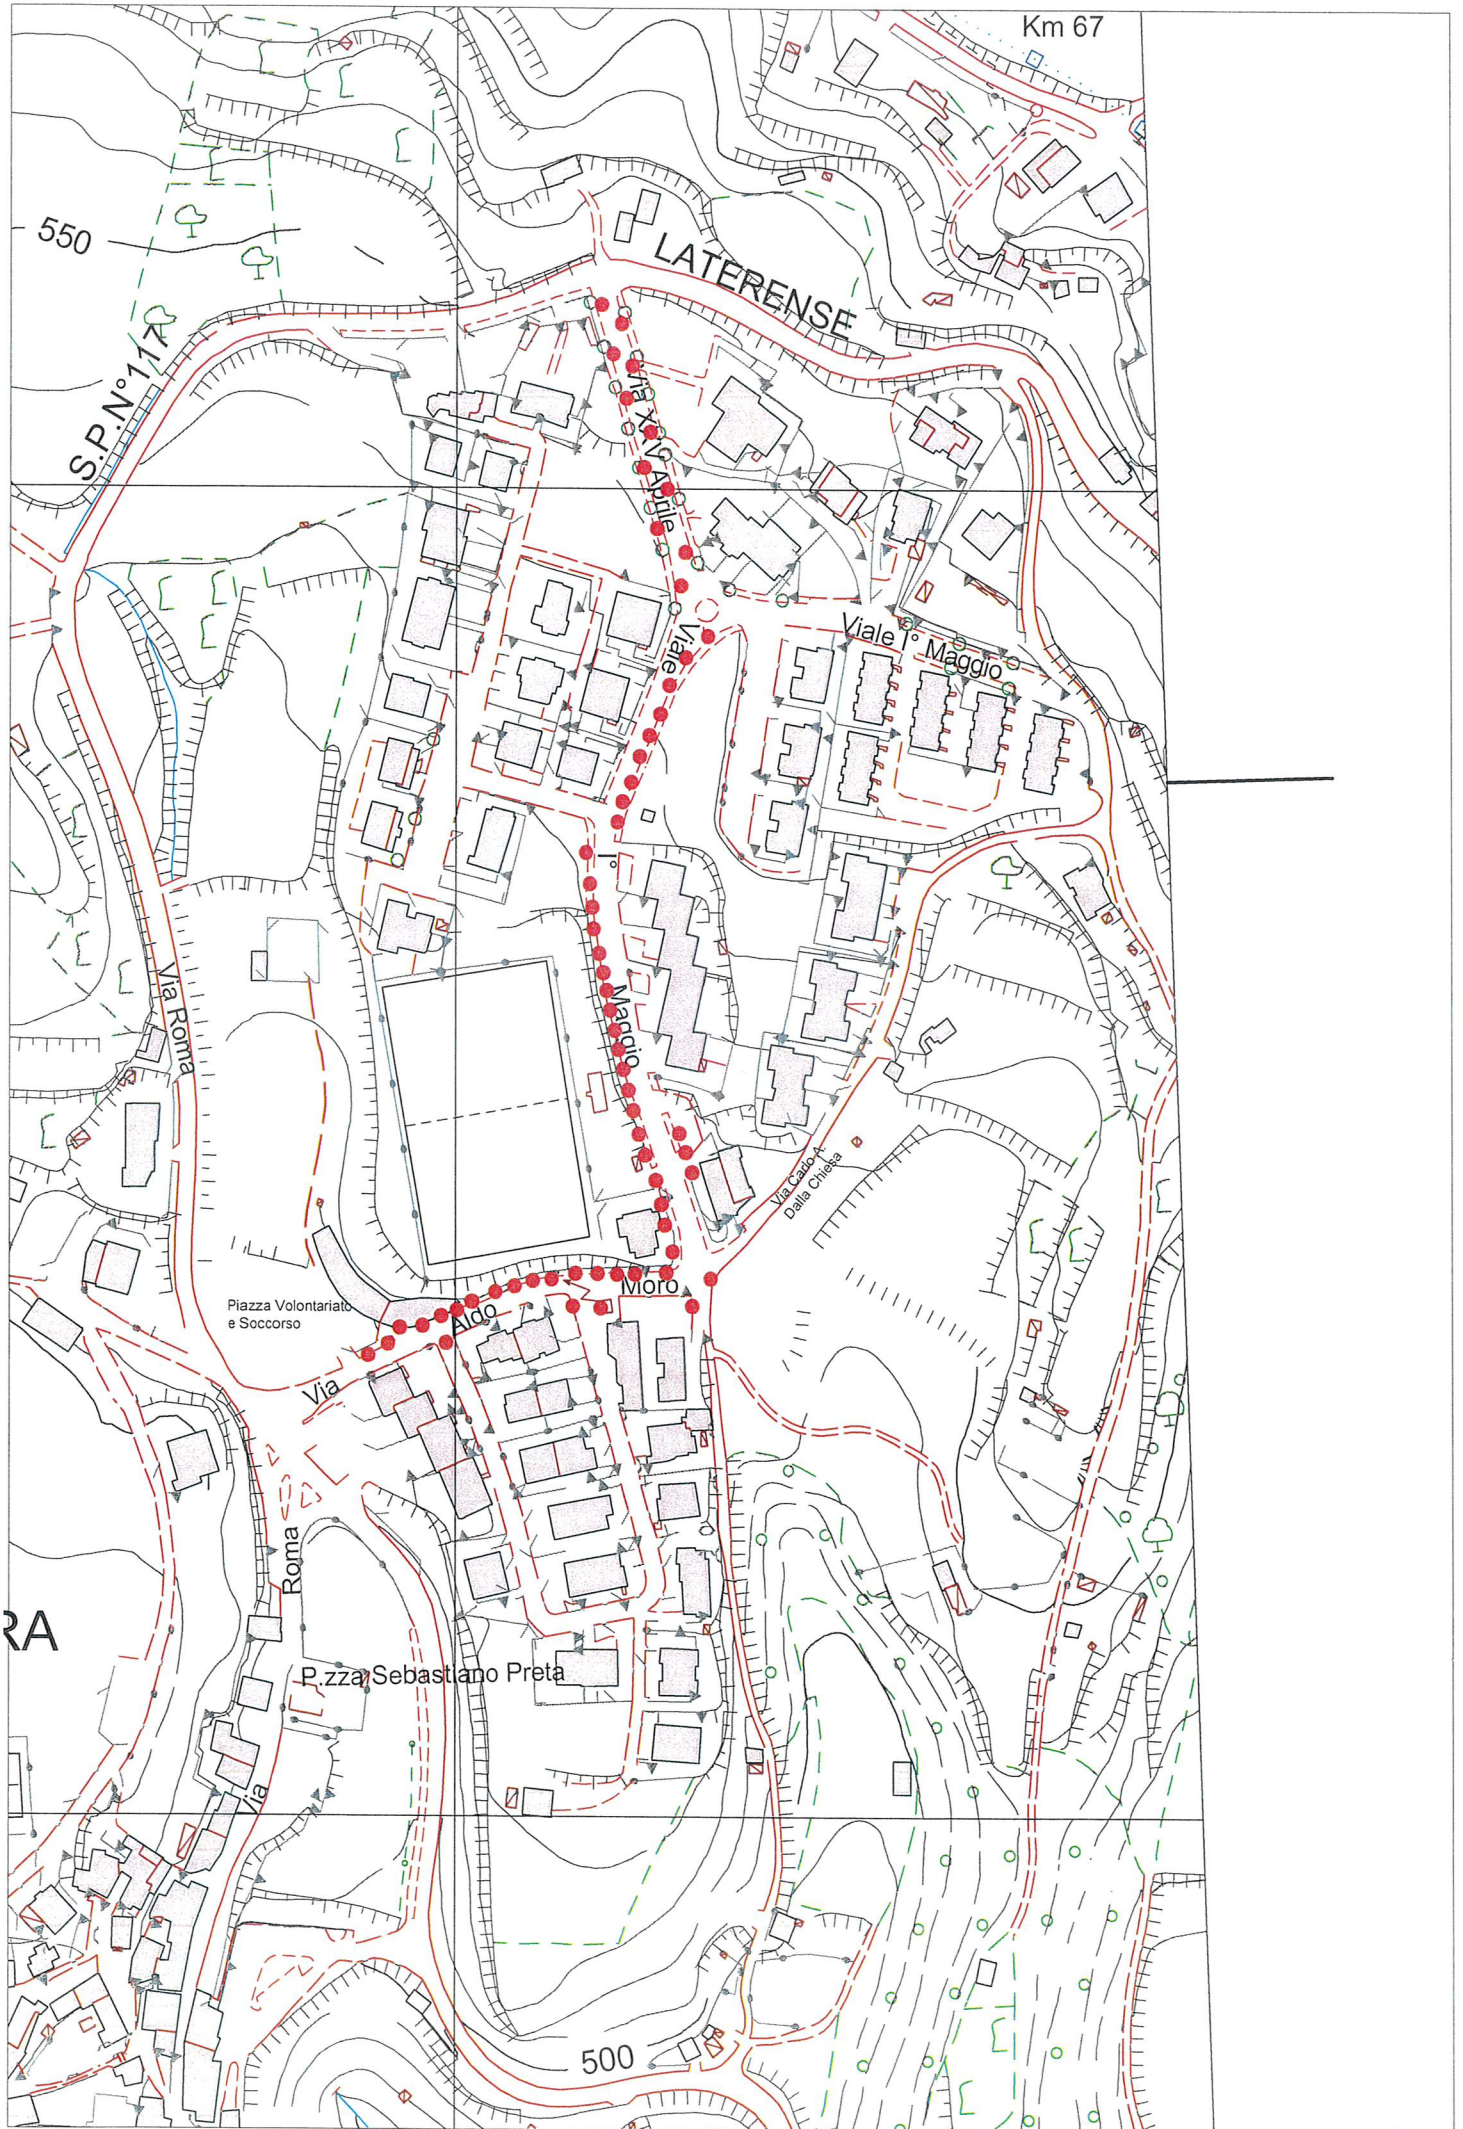 Km 67
550
LATERENSE
S.P.N°117
Via XXV Aprile
Viale I° Maggio
Viale
I°
Maggio
Via Roma
Via Carlo A.
Dalla Chiesa
Piazza Volontariato
e Soccorso
Via Aldo Moro
Roma
RA
P.zza Sebastiano Preta
Via
500